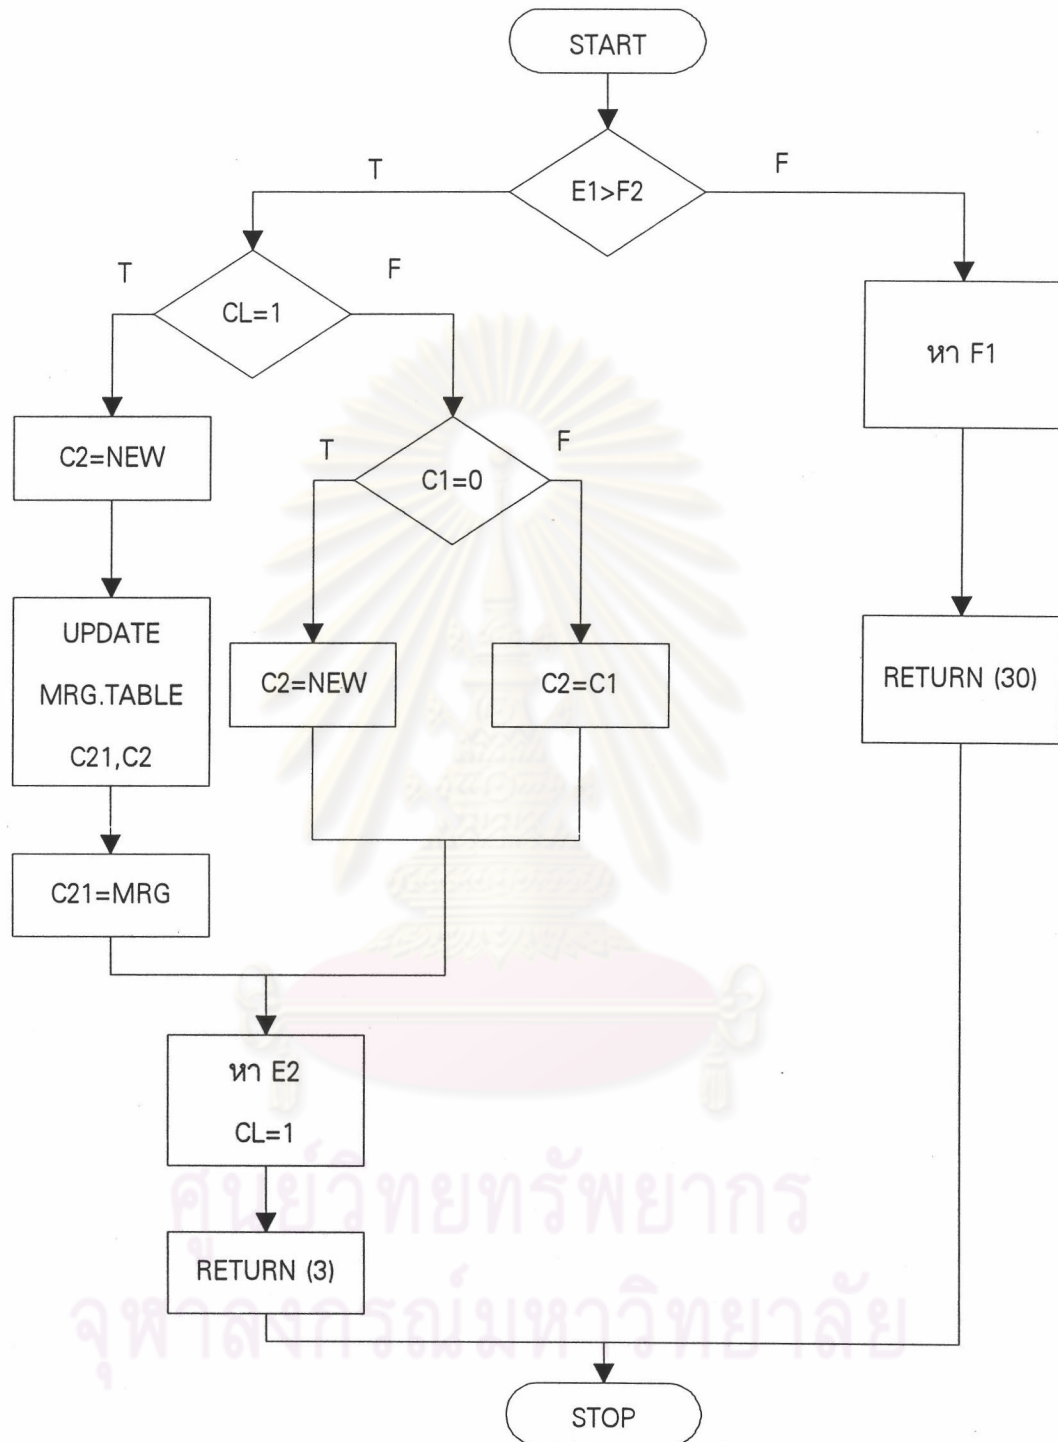 START
E1>F2
T
F
CL=1
T
F
หา F1
C2=NEW
C1=0
T
F
UPDATE
MRG.TABLE
C21,C2
C2=NEW
C2=C1
RETURN (30)
C21=MRG
หา E2
CL=1
RETURN (3)
STOP
ศูนย์วิทยทรัพยากร
จุฬาลงกรณ์มหาวิทยาลัย